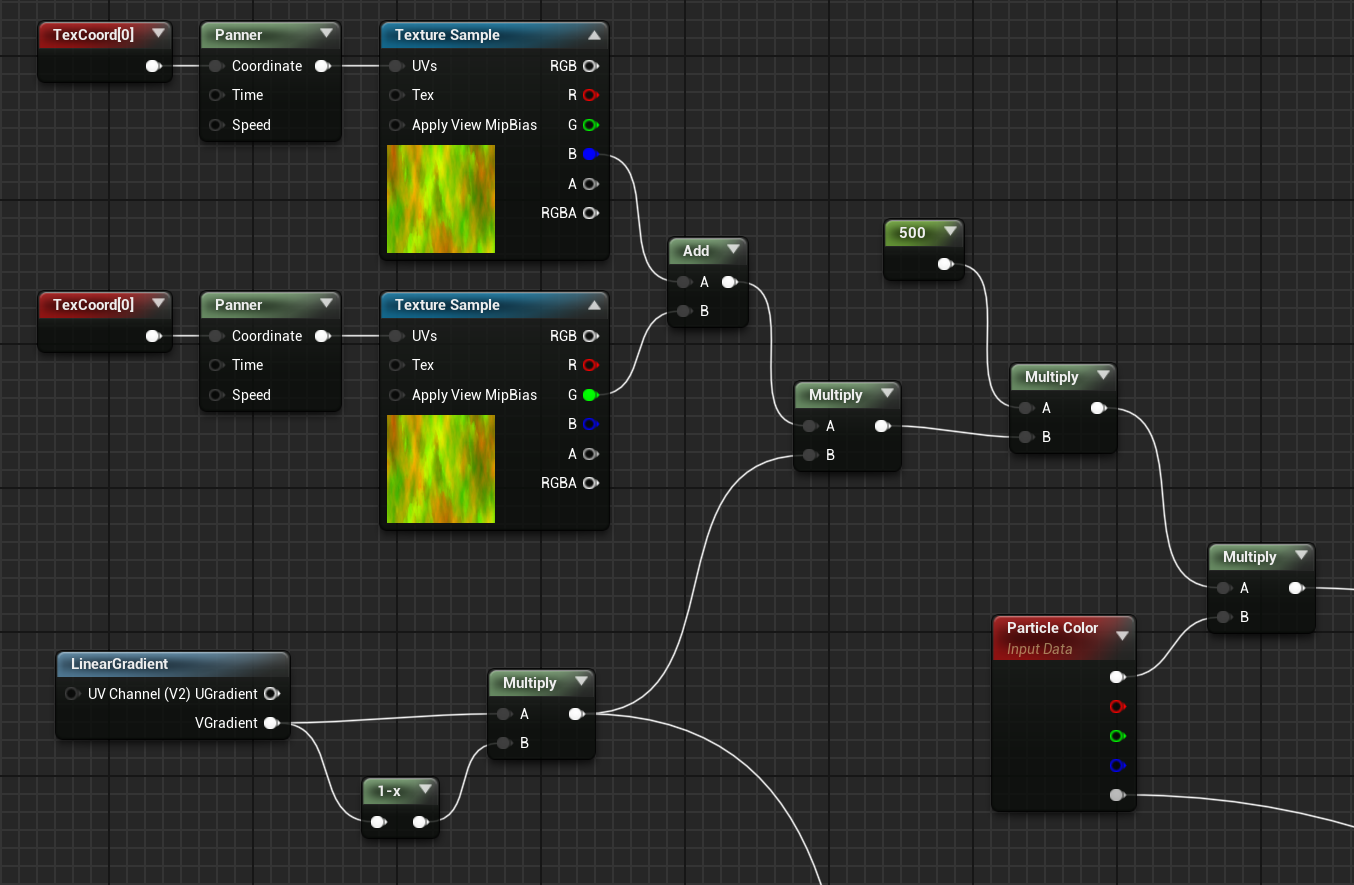 TexCoord[0]
Panner
Coordinate
Time
Speed
Texture Sample
UVs
RGB
Tex
R
Apply View MipBias
G
B
A
RGBA
TexCoord[0]
Panner
Coordinate
Time
Speed
Texture Sample
UVs
RGB
Tex
R
Apply View MipBias
G
B
A
RGBA
Add
A
B
500
Multiply
A
B
Multiply
A
B
Multiply
A
B
Particle Color
Input Data
LinearGradient
UV Channel (V2) UGradient
VGradient
Multiply
A
B
1-x